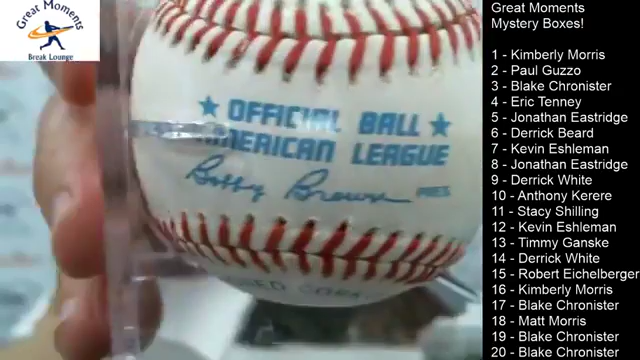 Great Moments
Break Lounge
★ OFFICIAL BALL ★
AMERICAN LEAGUE
Bobby Brown PRES
Great Moments
Mystery Boxes!
1 - Kimberly Morris
2 - Paul Guzzo
3 - Blake Chronister
4 - Eric Tenney
5 - Jonathan Eastridge
6 - Derrick Beard
7 - Kevin Eshleman
8 - Jonathan Eastridge
9 - Derrick White
10 - Anthony Kerere
11 - Stacy Shilling
12 - Kevin Eshleman
13 - Timmy Ganske
14 - Derrick White
15 - Robert Eichelberger
16 - Kimberly Morris
17 - Blake Chronister
18 - Matt Morris
19 - Blake Chronister
20 - Blake Chronister